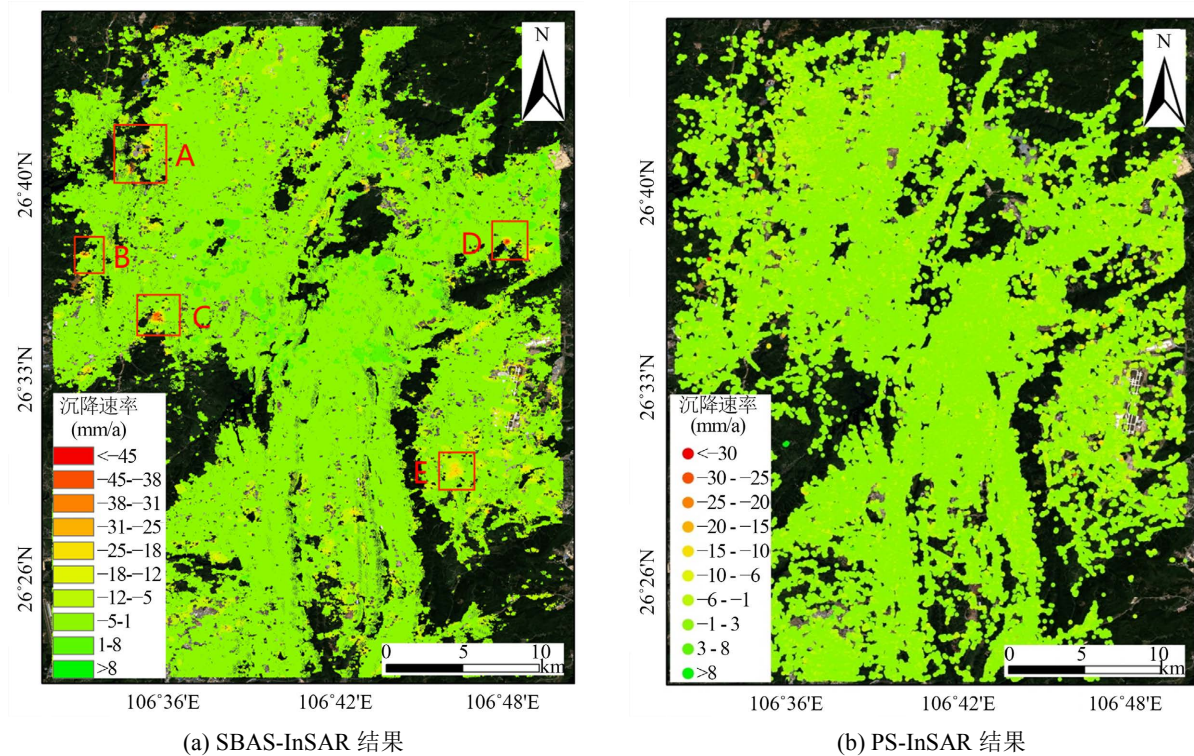 N
A
B
C
D
E
26°40'N
26°33'N
26°26'N
沉降速率
(mm/a)
<−45
−45-−38
−38-−31
−31-−25
−25-−18
−18-−12
−12-−5
−5-1
1-8
>8
0 5 10
km
106°36'E 106°42'E 106°48'E
(a) SBAS-InSAR 结果
N
26°40'N
26°33'N
26°26'N
沉降速率
(mm/a)
<−30
−30 - −25
−25 - −20
−20 - −15
−15 - −10
−10 - −6
−6 - −1
−1 - 3
3 - 8
>8
0 5 10
km
106°36'E 106°42'E 106°48'E
(b) PS-InSAR 结果